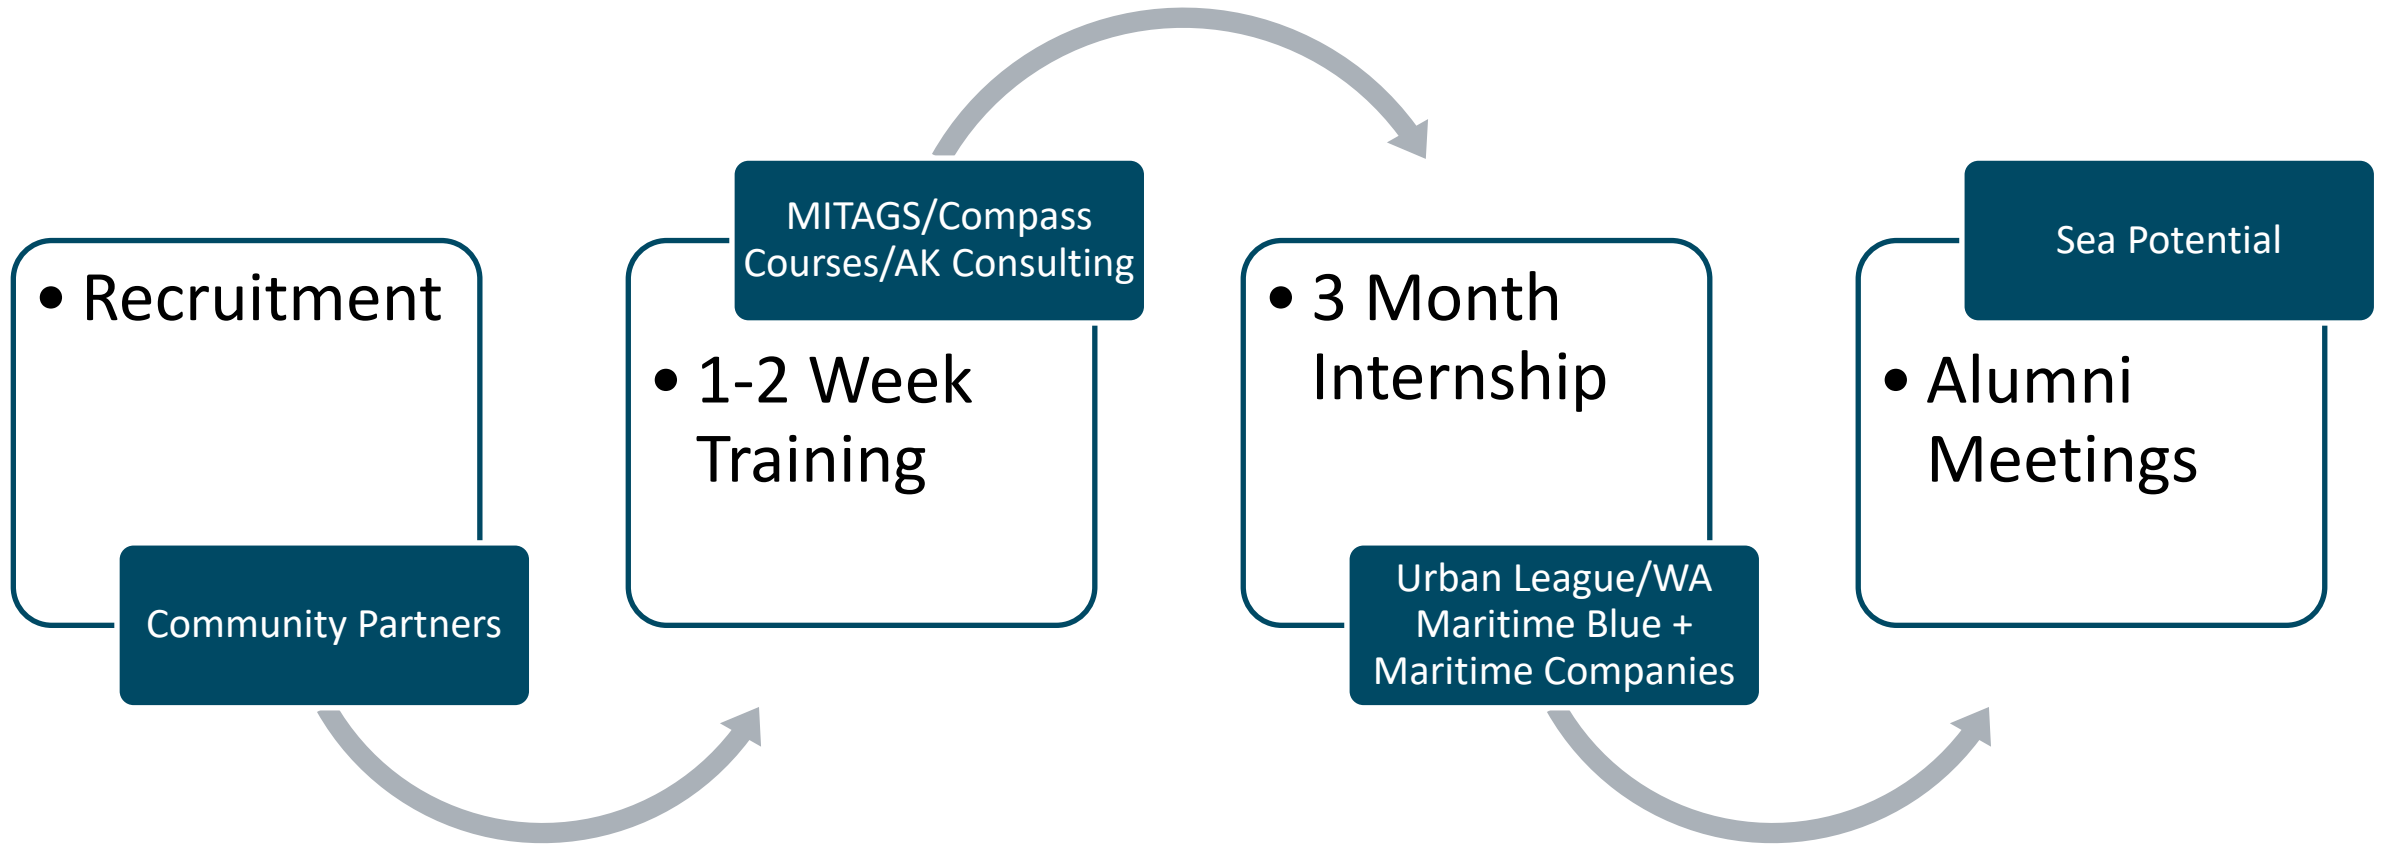 • Recruitment
Community Partners
MITAGS/Compass
Courses/AK Consulting
• 1-2 Week
Training
• 3 Month
Internship
Urban League/WA
Maritime Blue +
Maritime Companies
Sea Potential
• Alumni
Meetings